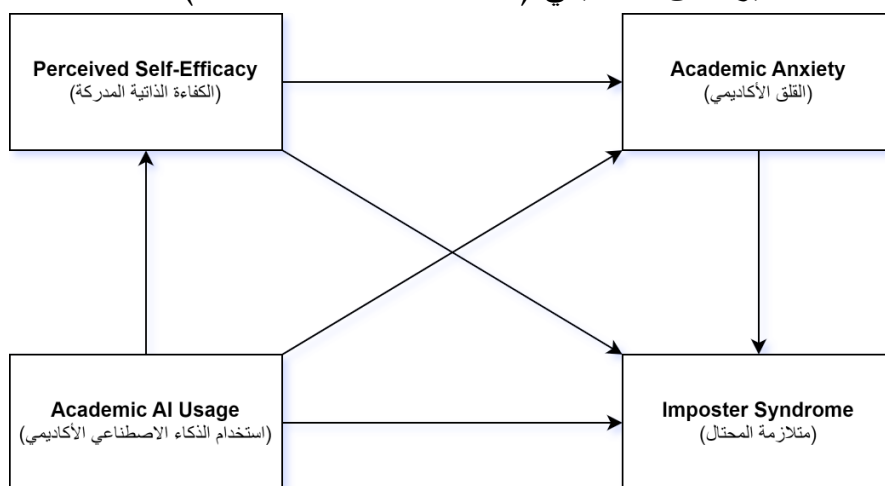 Perceived Self-Efficacy
(الكفاءة الذاتية المدركة)
Academic Anxiety
(القلق الأكاديمي)
Academic AI Usage
(استخدام الذكاء الاصطناعي الأكاديمي)
Imposter Syndrome
(متلازمة المحتال)